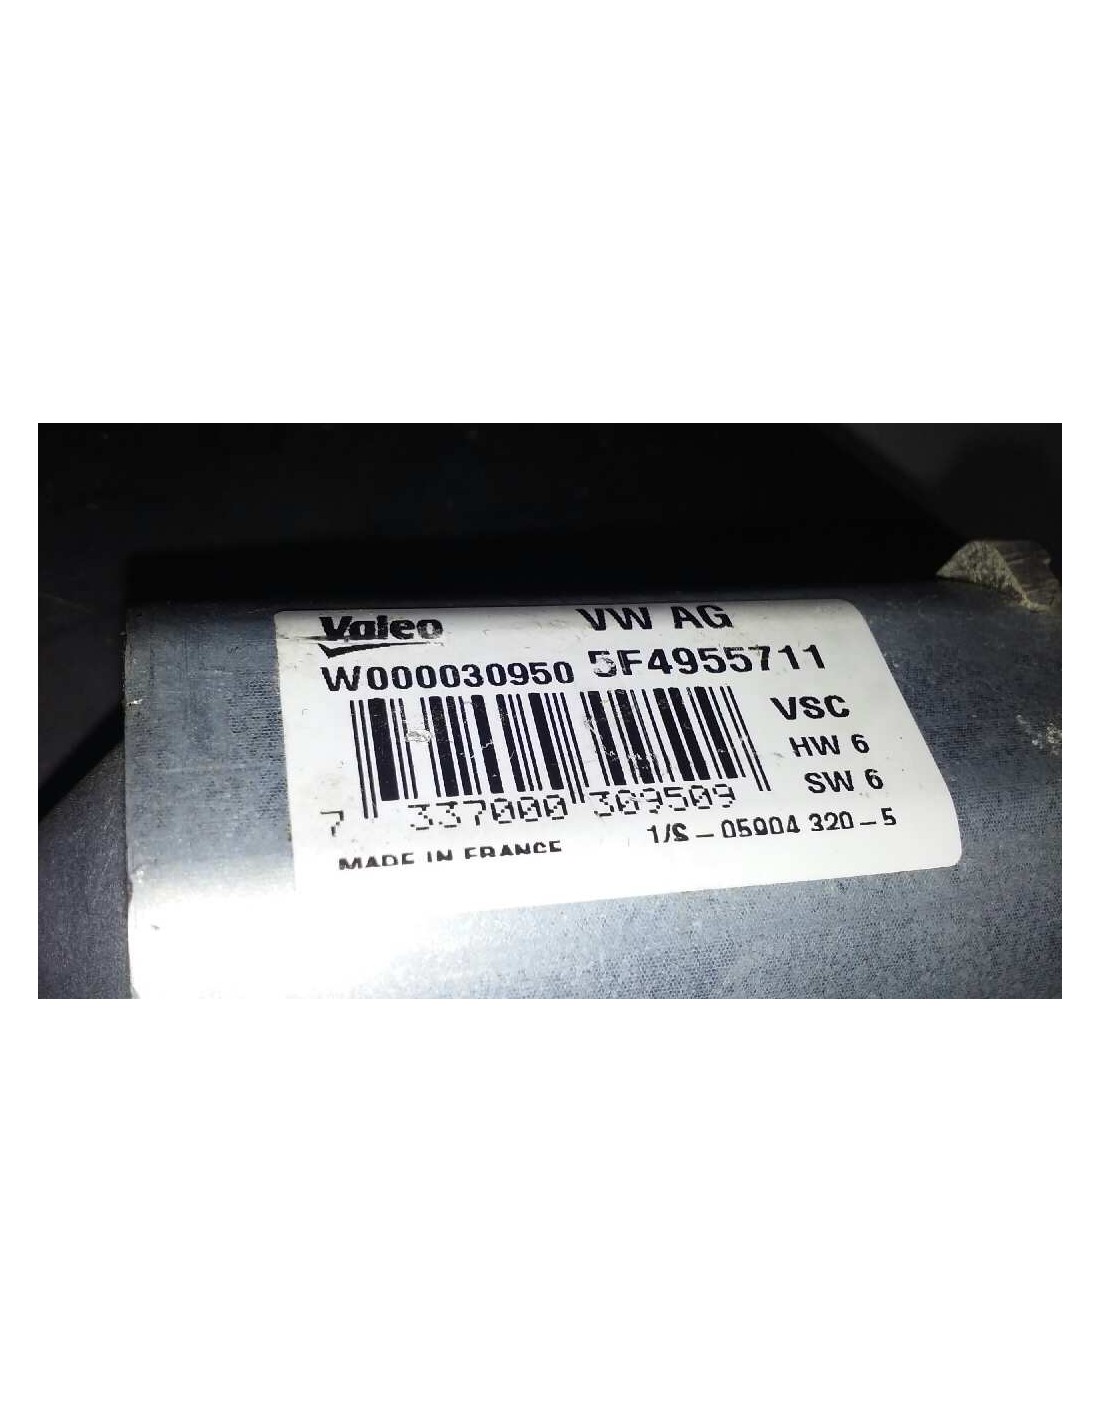 Valeo VW AG
W000030950 5F4955711
VSC
HW 6
SW 6
7 337000 309509
1/S - 05904 320 - 5
MADE IN FRANCE